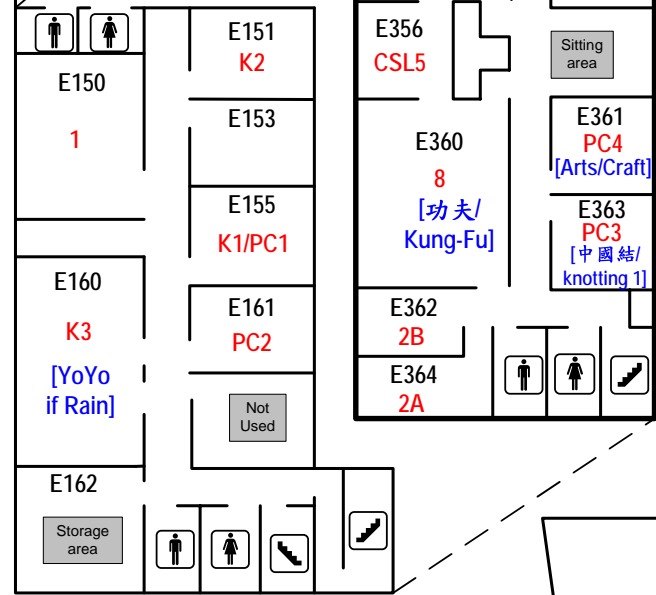 E151
K2
E150
1
E153
E155
K1/PC1
E160
K3
[YoYo
if Rain]
E161
PC2
Not
Used
E162
Storage
area
E356
CSL5
Sitting
area
E360
8
[功夫/
Kung-Fu]
E361
PC4
[Arts/Craft]
E363
PC3
[中國結/
knotting 1]
E362
2B
E364
2A